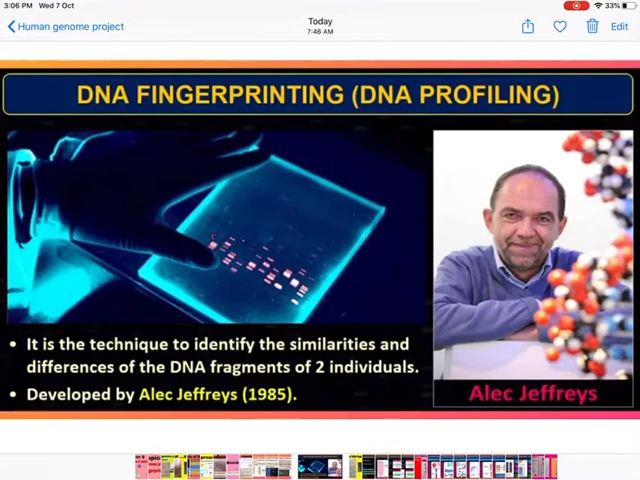 3:06 PM Wed 7 Oct
33%
Human genome project
Today
7:46 AM
Edit
DNA FINGERPRINTING (DNA PROFILING)
• It is the technique to identify the similarities and
differences of the DNA fragments of 2 individuals.
• Developed by Alec Jeffreys (1985).
Alec Jeffreys